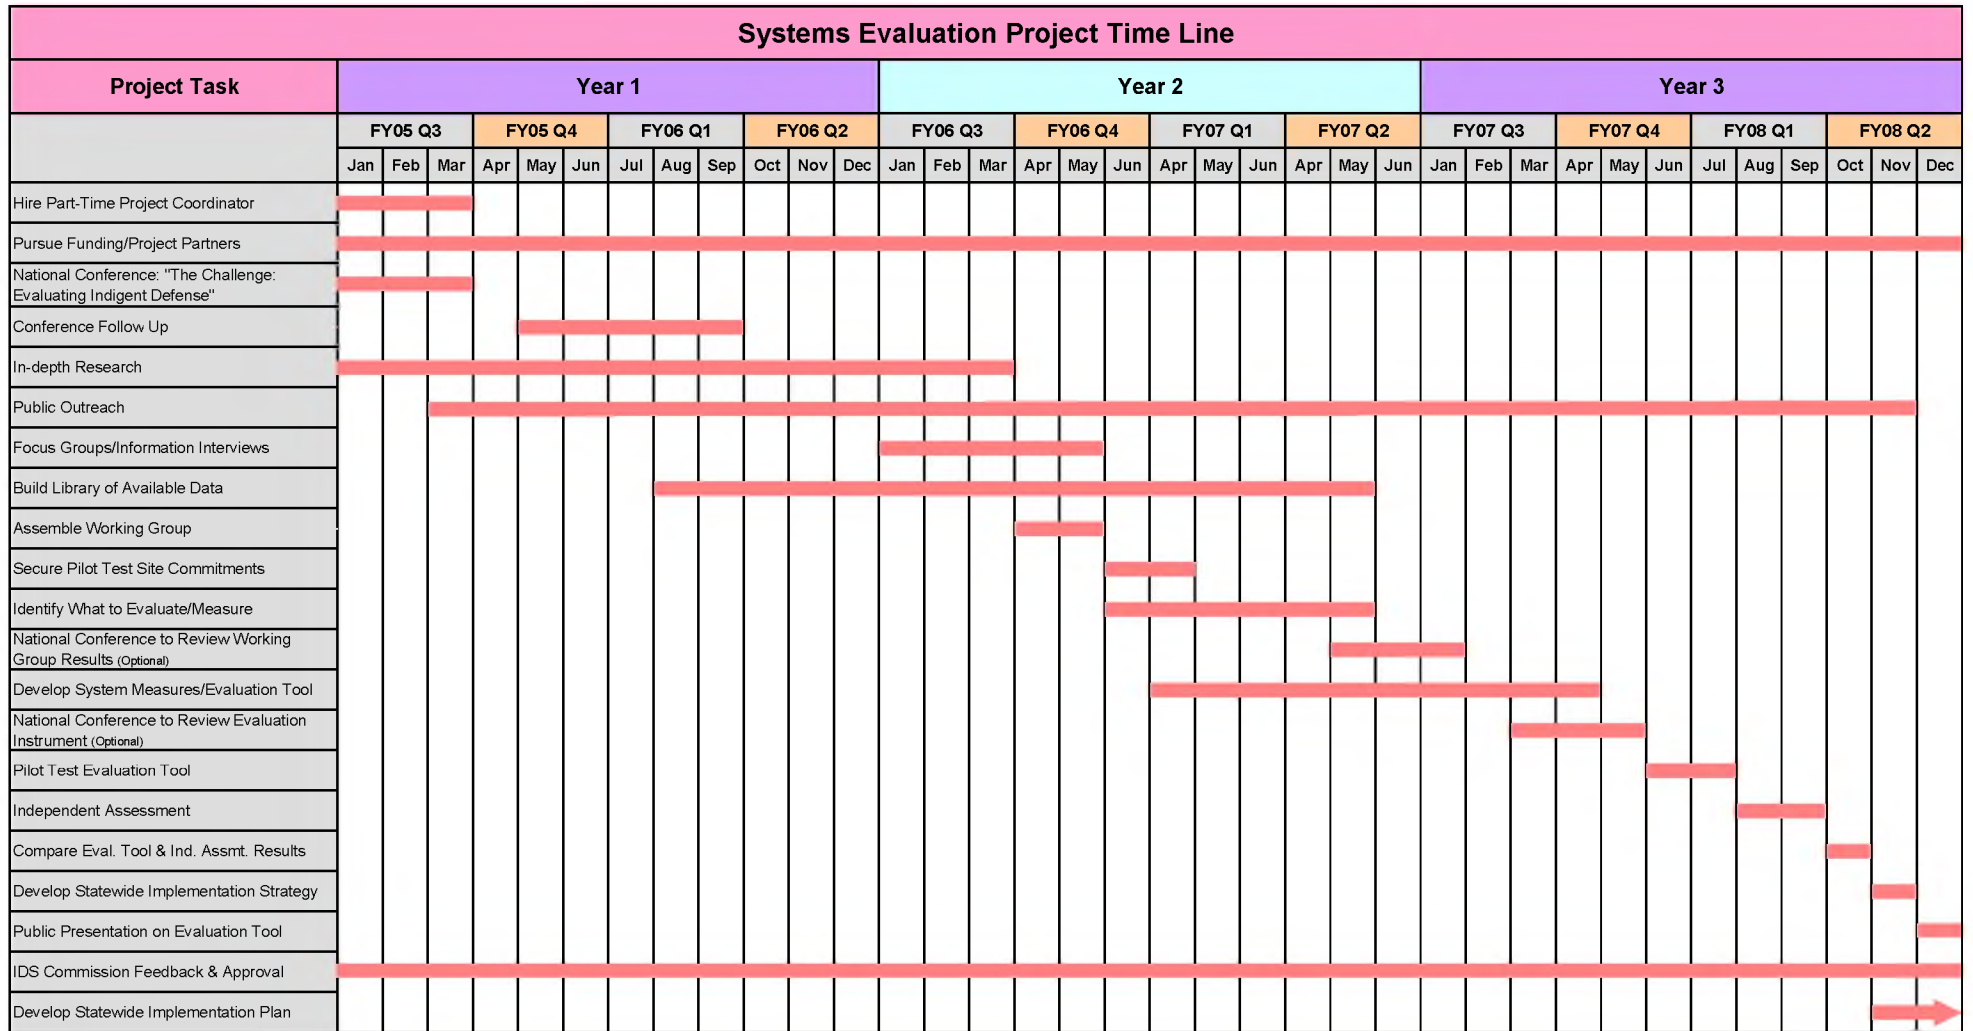 Systems Evaluation Project Time Line
Project Task Year 1 Year 2 Year 3
FY05 Q3 FY05 Q4 FY06 Q1 FY06 Q2 FY06 Q3 FY06 Q4 FY07 Q1 FY07 Q2 FY07 Q3 FY07 Q4 FY08 Q1 FY08 Q2
Jan Feb Mar Apr May Jun Jul Aug Sep Oct Nov Dec Jan Feb Mar Apr May Jun Apr May Jun Apr May Jun Jan Feb Mar Apr May Jun Jul Aug Sep Oct Nov Dec
Hire Part-Time Project Coordinator
Pursue Funding/Project Partners
National Conference: "The Challenge:
Evaluating Indigent Defense"
Conference Follow Up
In-depth Research
Public Outreach
Focus Groups/Information Interviews
Build Library of Available Data
Assemble Working Group
Secure Pilot Test Site Commitments
Identify What to Evaluate/Measure
National Conference to Review Working
Group Results (Optional)
Develop System Measures/Evaluation Tool
National Conference to Review Evaluation
Instrument (Optional)
Pilot Test Evaluation Tool
Independent Assessment
Compare Eval. Tool & Ind. Assmt. Results
Develop Statewide Implementation Strategy
Public Presentation on Evaluation Tool
IDS Commission Feedback & Approval
Develop Statewide Implementation Plan